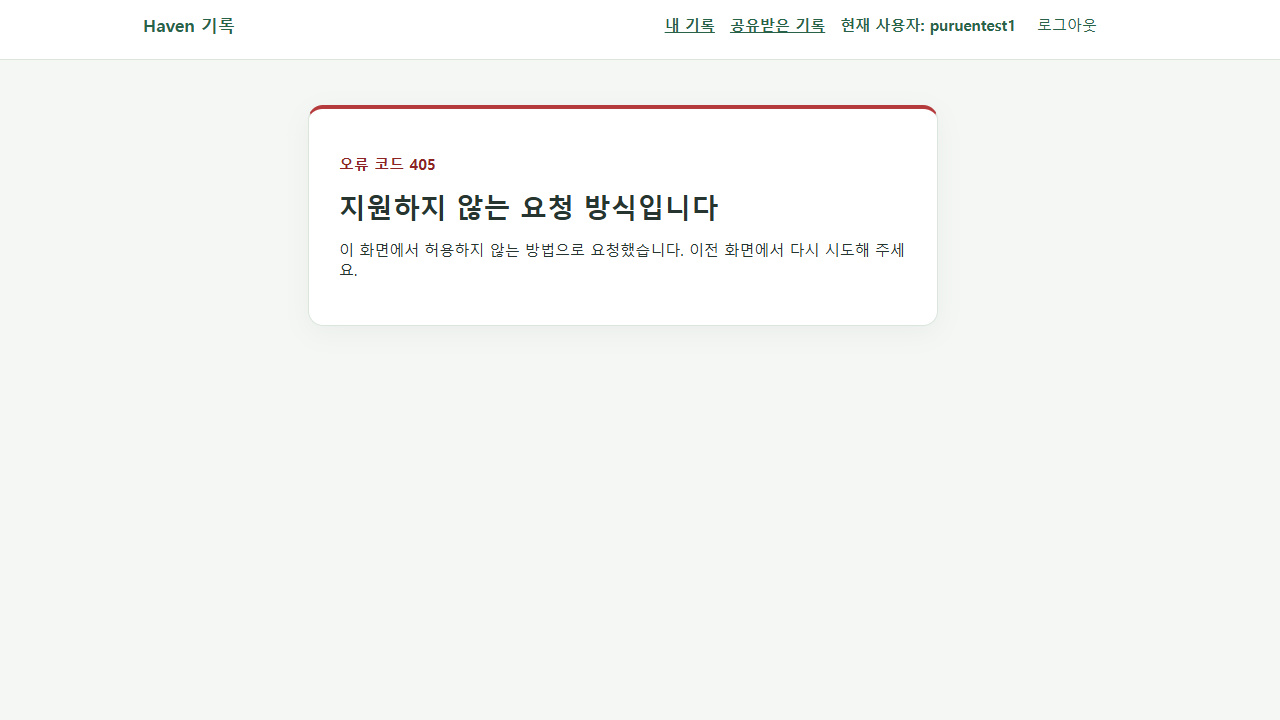 Haven 기록
내 기록 공유받은 기록 현재 사용자: puruentest1 로그아웃
오류 코드 405
지원하지 않는 요청 방식입니다
이 화면에서 허용하지 않는 방법으로 요청했습니다. 이전 화면에서 다시 시도해 주세
요.